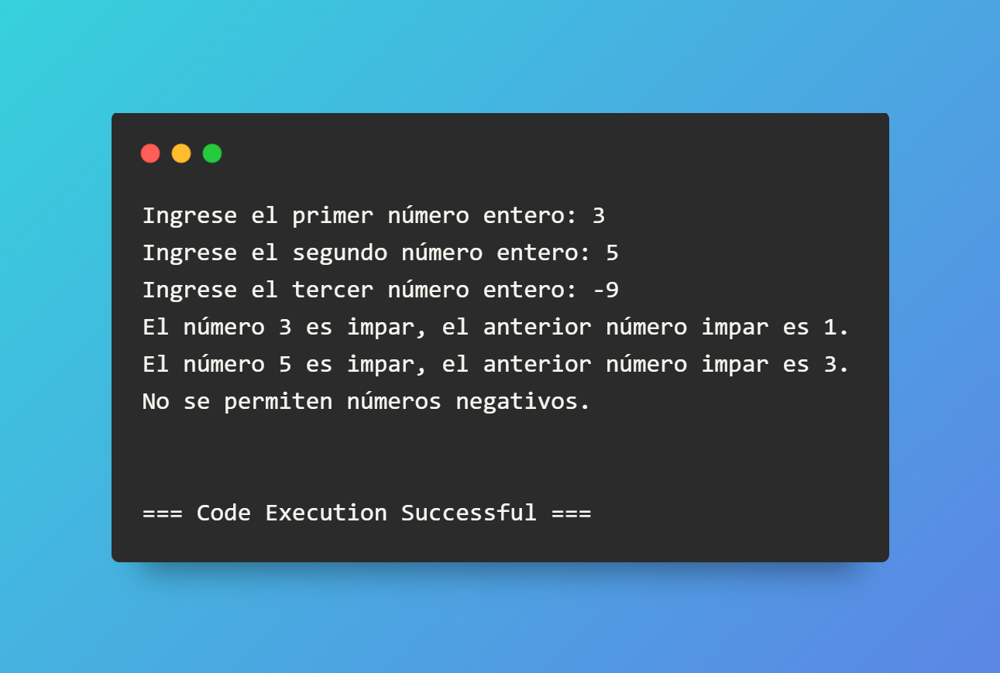 Ingrese el primer número entero: 3
Ingrese el segundo número entero: 5
Ingrese el tercer número entero: -9
El número 3 es impar, el anterior número impar es 1.
El número 5 es impar, el anterior número impar es 3.
No se permiten números negativos.
=== Code Execution Successful ===